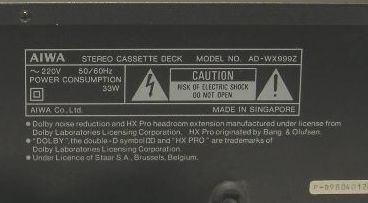 AIWA STEREO CASSETTE DECK MODEL NO. AD-WX999Z
~ 220V 50/60Hz
POWER CONSUMPTION
33W
CAUTION
RISK OF ELECTRIC SHOCK
DO NOT OPEN
AIWA Co., Ltd. MADE IN SINGAPORE
● Dolby noise reduction and HX Pro headroom extension manufactured under license from
Dolby Laboratories Licensing Corporation. HX Pro originated by Bang & Olufsen.
● "DOLBY", the double-D symbol and "HX PRO" are trademarks of
Dolby Laboratories Licensing Corporation.
● Under Licence of Staar S.A., Brussels, Belgium.